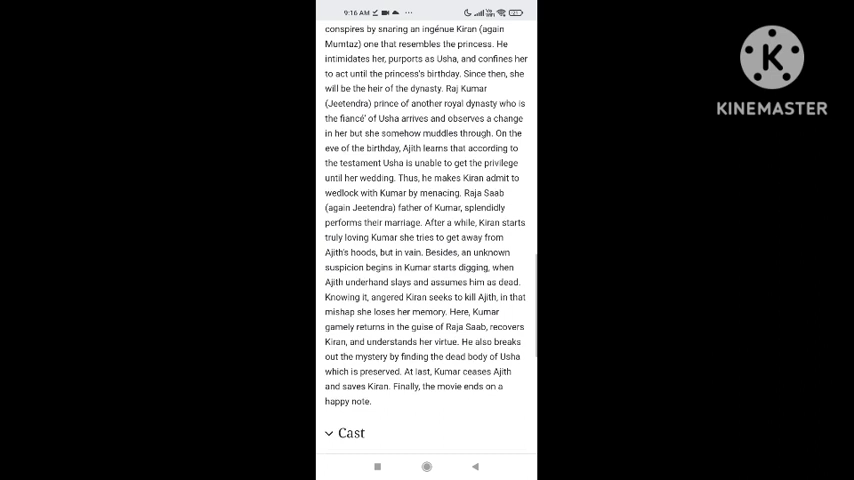 9:16 AM
conspires by snaring an ingénue Kiran (again
Mumtaz) one that resembles the princess. He
intimidates her, purports as Usha, and confines her
to act until the princess's birthday. Since then, she
will be the heir of the dynasty. Raj Kumar
(Jeetendra) prince of another royal dynasty who is
the fiancé' of Usha arrives and observes a change
in her but she somehow muddles through. On the
eve of the birthday, Ajith learns that according to
the testament Usha is unable to get the privilege
until her wedding. Thus, he makes Kiran admit to
wedlock with Kumar by menacing. Raja Saab
(again Jeetendra) father of Kumar, splendidly
performs their marriage. After a while, Kiran starts
truly loving Kumar she tries to get away from
Ajith's hoods, but in vain. Besides, an unknown
suspicion begins in Kumar starts digging, when
Ajith underhand slays and assumes him as dead.
Knowing it, angered Kiran seeks to kill Ajith, in that
mishap she loses her memory. Here, Kumar
gamely returns in the guise of Raja Saab, recovers
Kiran, and understands her virtue. He also breaks
out the mystery by finding the dead body of Usha
which is preserved. At last, Kumar ceases Ajith
and saves Kiran. Finally, the movie ends on a
happy note.
Cast
K
KINEMASTER